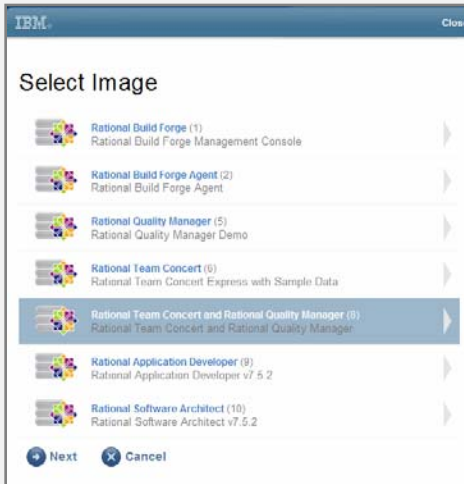 IBM®
Close
Select Image
Rational Build Forge (1)
Rational Build Forge Management Console
Rational Build Forge Agent (2)
Rational Build Forge Agent
Rational Quality Manager (5)
Rational Quality Manager Demo
Rational Team Concert (6)
Rational Team Concert Express with Sample Data
Rational Team Concert and Rational Quality Manager (8)
Rational Team Concert and Rational Quality Manager
Rational Application Developer (9)
Rational Application Developer v7.5.2
Rational Software Architect (10)
Rational Software Architect v7.5.2
Next Cancel